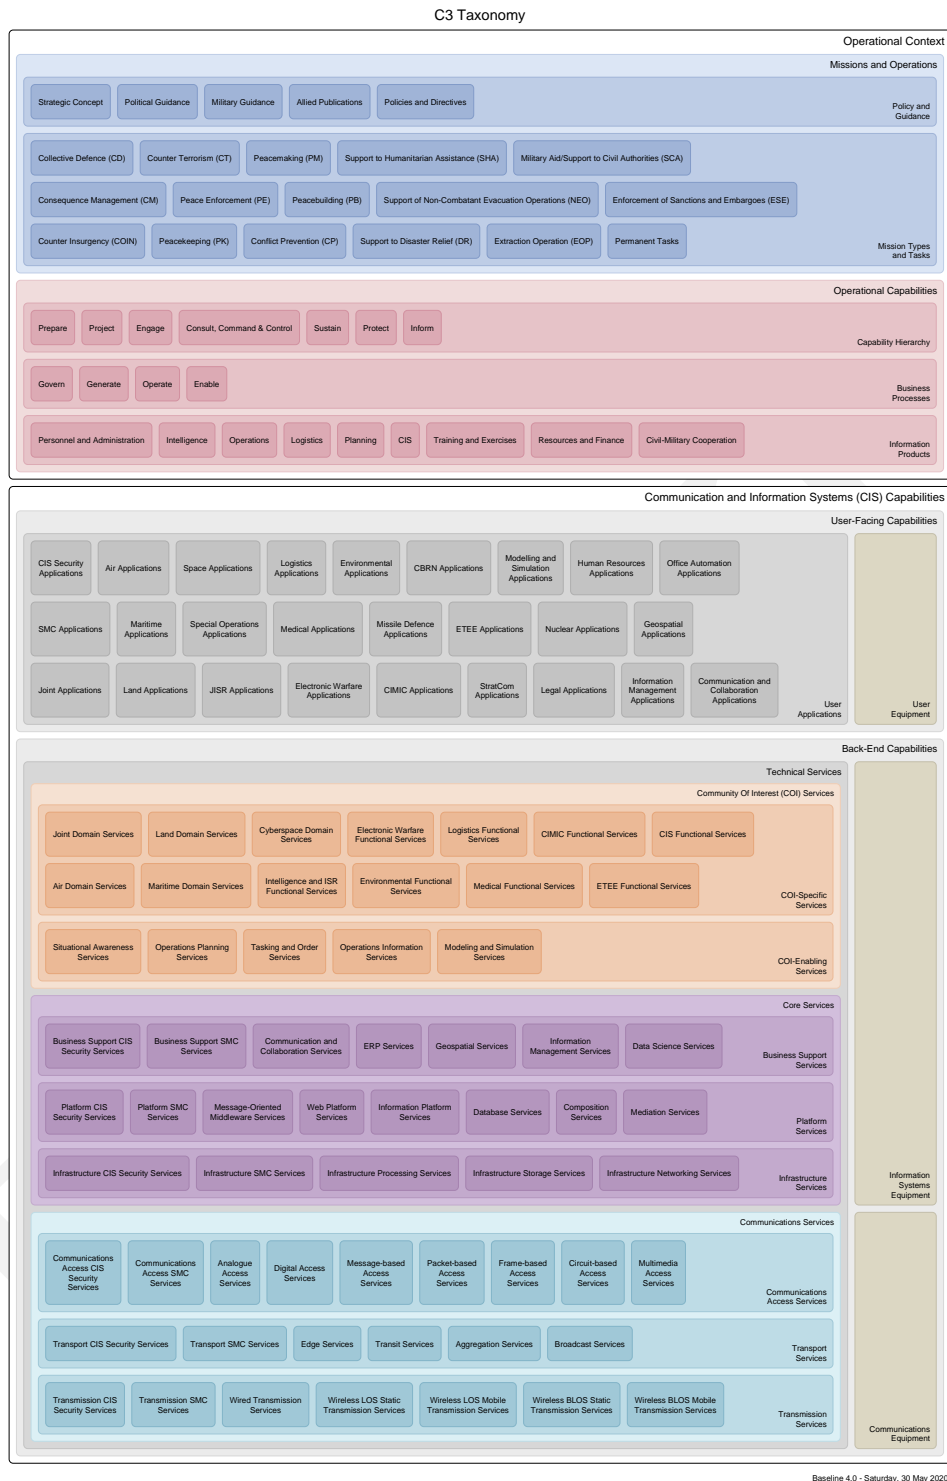 C3 Taxonomy
Operational Context
Missions and Operations
Strategic Concept
Political Guidance
Military Guidance
Allied Publications
Policies and Directives
Policy and
Guidance
Collective Defence (CD)
Counter Terrorism (CT)
Peacemaking (PM)
Support to Humanitarian Assistance (SHA)
Military Aid/Support to Civil Authorities (SCA)
Consequence Management (CM)
Peace Enforcement (PE)
Peacebuilding (PB)
Support of Non-Combatant Evacuation Operations (NEO)
Enforcement of Sanctions and Embargoes (ESE)
Counter Insurgency (COIN)
Peacekeeping (PK)
Conflict Prevention (CP)
Support to Disaster Relief (DR)
Extraction Operation (EOP)
Permanent Tasks
Mission Types
and Tasks
Operational Capabilities
Prepare
Project
Engage
Consult, Command & Control
Sustain
Protect
Inform
Capability Hierarchy
Govern
Generate
Operate
Enable
Business
Processes
Personnel and Administration
Intelligence
Operations
Logistics
Planning
CIS
Training and Exercises
Resources and Finance
Civil-Military Cooperation
Information
Products
Communication and Information Systems (CIS) Capabilities
User-Facing Capabilities
CIS Security
Applications
Air Applications
Space Applications
Logistics
Applications
Environmental
Applications
CBRN Applications
Modelling and
Simulation
Applications
Human Resources
Applications
Office Automation
Applications
SMC Applications
Maritime
Applications
Special Operations
Applications
Medical Applications
Missile Defence
Applications
ETEE Applications
Nuclear Applications
Geospatial
Applications
Joint Applications
Land Applications
JISR Applications
Electronic Warfare
Applications
CIMIC Applications
StratCom
Applications
Legal Applications
Information
Management
Applications
Communication and
Collaboration
Applications
User
Applications
User
Equipment
Back-End Capabilities
Technical Services
Community Of Interest (COI) Services
Joint Domain Services
Land Domain Services
Cyberspace Domain
Services
Electronic Warfare
Functional Services
Logistics Functional
Services
CIMIC Functional Services
CIS Functional Services
Air Domain Services
Maritime Domain Services
Intelligence and ISR
Functional Services
Environmental Functional
Services
Medical Functional Services
ETEE Functional Services
COI-Specific
Services
Situational Awareness
Services
Operations Planning
Services
Tasking and Order
Services
Operations Information
Services
Modeling and Simulation
Services
COI-Enabling
Services
Core Services
Business Support CIS
Security Services
Business Support SMC
Services
Communication and
Collaboration Services
ERP Services
Geospatial Services
Information
Management Services
Data Science Services
Business Support
Services
Platform CIS
Security Services
Platform SMC
Services
Message-Oriented
Middleware Services
Web Platform
Services
Information Platform
Services
Database Services
Composition
Services
Mediation Services
Platform
Services
Infrastructure CIS Security Services
Infrastructure SMC Services
Infrastructure Processing Services
Infrastructure Storage Services
Infrastructure Networking Services
Infrastructure
Services
Information
Systems
Equipment
Communications Services
Communications
Access CIS
Security
Services
Communications
Access SMC
Services
Analogue
Access
Services
Digital Access
Services
Message-based
Access
Services
Packet-based
Access
Services
Frame-based
Access
Services
Circuit-based
Access
Services
Multimedia
Access
Services
Communications
Access Services
Transport CIS Security Services
Transport SMC Services
Edge Services
Transit Services
Aggregation Services
Broadcast Services
Transport
Services
Transmission CIS
Security Services
Transmission SMC
Services
Wired Transmission
Services
Wireless LOS Static
Transmission Services
Wireless LOS Mobile
Transmission Services
Wireless BLOS Static
Transmission Services
Wireless BLOS Mobile
Transmission Services
Transmission
Services
Communications
Equipment
Baseline 4.0 - Saturday, 30 May 2020